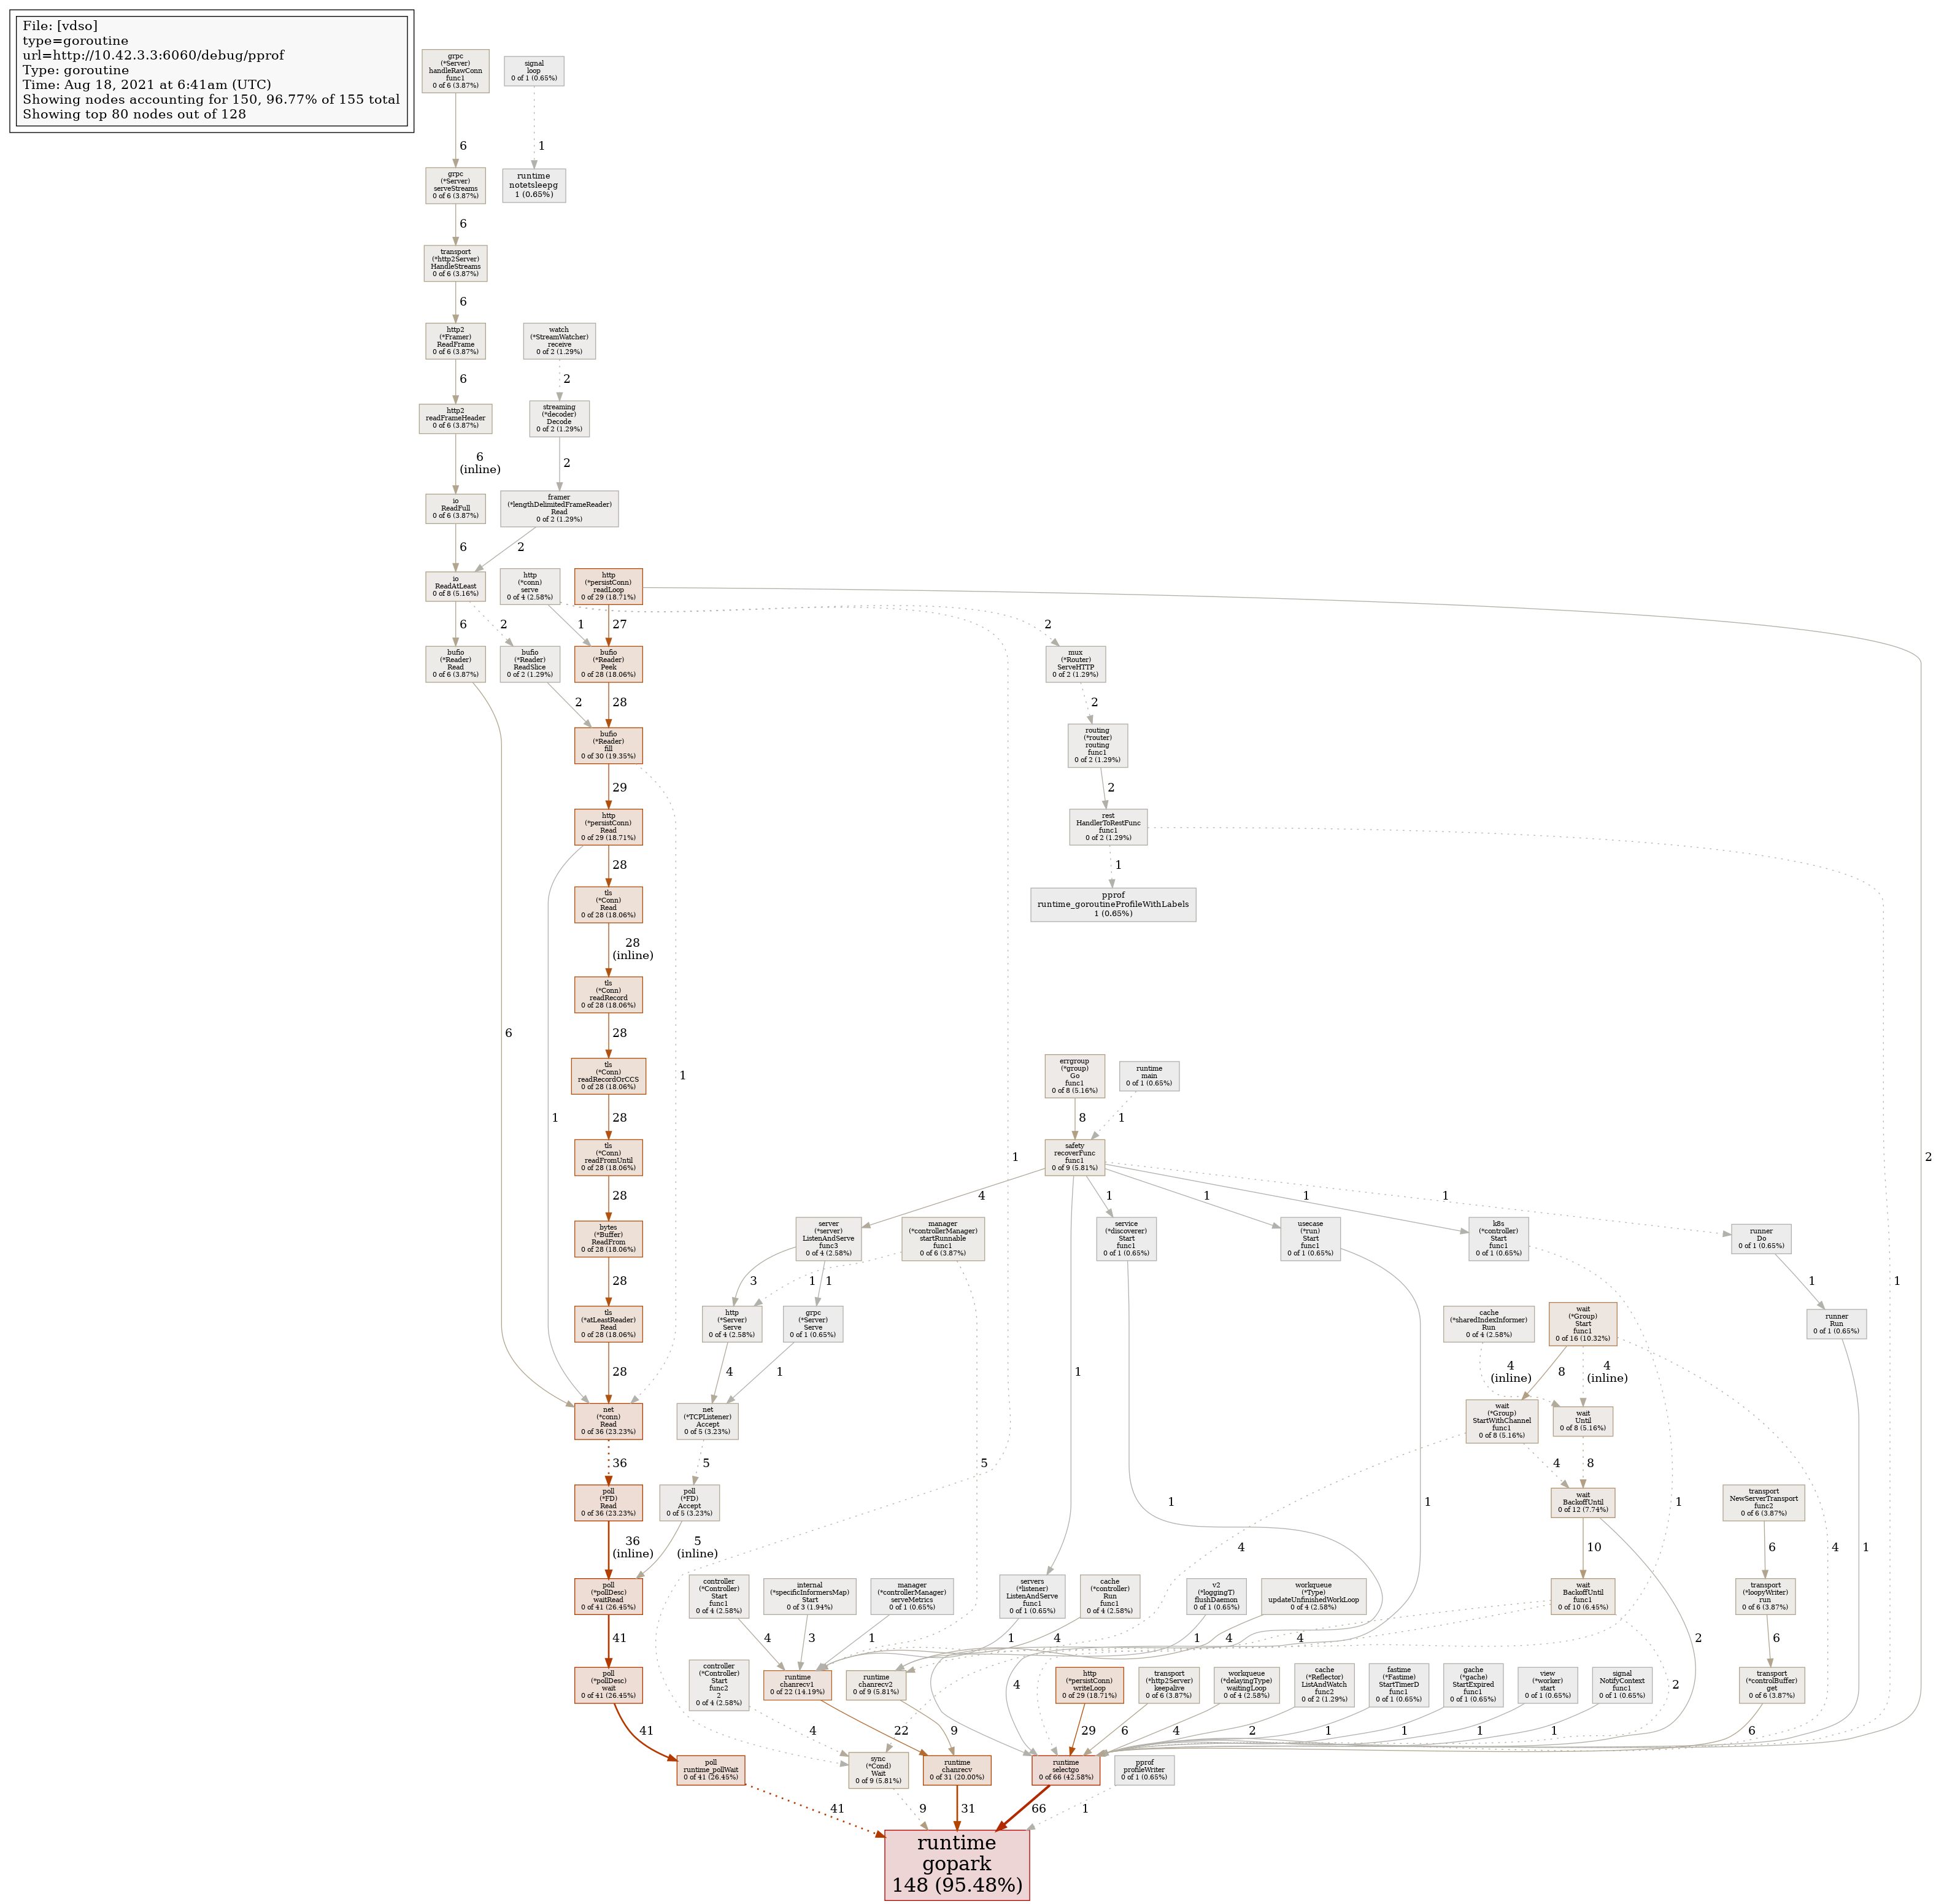 File: [vdso]
type=goroutine
url=http://10.42.3.3:6060/debug/pprof
Type: goroutine
Time: Aug 18, 2021 at 6:41am (UTC)
Showing nodes accounting for 150, 96.77% of 155 total
Showing top 80 nodes out of 128
grpc
(*Server)
handleRawConn
func1
0 of 6 (3.87%)
signal
loop
0 of 1 (0.65%)
6
1
grpc
(*Server)
serveStreams
0 of 6 (3.87%)
runtime
notetsleepg
1 (0.65%)
6
transport
(*http2Server)
HandleStreams
0 of 6 (3.87%)
6
http2
(*Framer)
ReadFrame
0 of 6 (3.87%)
watch
(*StreamWatcher)
receive
0 of 2 (1.29%)
6
2
http2
readFrameHeader
0 of 6 (3.87%)
streaming
(*decoder)
Decode
0 of 2 (1.29%)
6
(inline)
2
io
ReadFull
0 of 6 (3.87%)
framer
(*lengthDelimitedFrameReader)
Read
0 of 2 (1.29%)
6
2
io
ReadAtLeast
0 of 8 (5.16%)
http
(*conn)
serve
0 of 4 (2.58%)
http
(*persistConn)
readLoop
0 of 29 (18.71%)
6
2
1
27
2
bufio
(*Reader)
Read
0 of 6 (3.87%)
bufio
(*Reader)
ReadSlice
0 of 2 (1.29%)
bufio
(*Reader)
Peek
0 of 28 (18.06%)
mux
(*Router)
ServeHTTP
0 of 2 (1.29%)
2
28
2
bufio
(*Reader)
fill
0 of 30 (19.35%)
routing
(*router)
routing
func1
0 of 2 (1.29%)
29
2
http
(*persistConn)
Read
0 of 29 (18.71%)
rest
HandlerToRestFunc
func1
0 of 2 (1.29%)
28
1
tls
(*Conn)
Read
0 of 28 (18.06%)
pprof
runtime_goroutineProfileWithLabels
1 (0.65%)
28
(inline)
tls
(*Conn)
readRecord
0 of 28 (18.06%)
6
28
tls
(*Conn)
readRecordOrCCS
0 of 28 (18.06%)
1
errgroup
(*group)
Go
func1
0 of 8 (5.16%)
runtime
main
0 of 1 (0.65%)
1
28
8
1
tls
(*Conn)
readFromUntil
0 of 28 (18.06%)
1
safety
recoverFunc
func1
0 of 9 (5.81%)
2
28
4
1
1
1
1
1
bytes
(*Buffer)
ReadFrom
0 of 28 (18.06%)
server
(*server)
ListenAndServe
func3
0 of 4 (2.58%)
manager
(*controllerManager)
startRunnable
func1
0 of 6 (3.87%)
service
(*discoverer)
Start
func1
0 of 1 (0.65%)
usecase
(*run)
Start
func1
0 of 1 (0.65%)
k8s
(*controller)
Start
func1
0 of 1 (0.65%)
runner
Do
0 of 1 (0.65%)
28
3
1
1
1
tls
(*atLeastReader)
Read
0 of 28 (18.06%)
http
(*Server)
Serve
0 of 4 (2.58%)
grpc
(*Server)
Serve
0 of 1 (0.65%)
cache
(*sharedIndexInformer)
Run
0 of 4 (2.58%)
wait
(*Group)
Start
func1
0 of 16 (10.32%)
runner
Run
0 of 1 (0.65%)
28
4
1
1
4
(inline)
8
4
(inline)
net
(*conn)
Read
0 of 36 (23.23%)
net
(*TCPListener)
Accept
0 of 5 (3.23%)
wait
(*Group)
StartWithChannel
func1
0 of 8 (5.16%)
wait
Until
0 of 8 (5.16%)
36
5
5
4
8
poll
(*FD)
Read
0 of 36 (23.23%)
poll
(*FD)
Accept
0 of 5 (3.23%)
1
1
wait
BackoffUntil
0 of 12 (7.74%)
1
transport
NewServerTransport
func2
0 of 6 (3.87%)
36
(inline)
5
(inline)
4
10
4
1
6
poll
(*pollDesc)
waitRead
0 of 41 (26.45%)
controller
(*Controller)
Start
func1
0 of 4 (2.58%)
internal
(*specificInformersMap)
Start
0 of 3 (1.94%)
manager
(*controllerManager)
serveMetrics
0 of 1 (0.65%)
servers
(*listener)
ListenAndServe
func1
0 of 1 (0.65%)
cache
(*controller)
Run
func1
0 of 4 (2.58%)
v2
(*loggingT)
flushDaemon
0 of 1 (0.65%)
workqueue
(*Type)
updateUnfinishedWorkLoop
0 of 4 (2.58%)
wait
BackoffUntil
func1
0 of 10 (6.45%)
transport
(*loopyWriter)
run
0 of 6 (3.87%)
41
4
3
1
1
4
1
4
4
2
6
poll
(*pollDesc)
wait
0 of 41 (26.45%)
controller
(*Controller)
Start
func2
2
0 of 4 (2.58%)
runtime
chanrecv1
0 of 22 (14.19%)
runtime
chanrecv2
0 of 9 (5.81%)
4
http
(*persistConn)
writeLoop
0 of 29 (18.71%)
transport
(*http2Server)
keepalive
0 of 6 (3.87%)
workqueue
(*delayingType)
waitingLoop
0 of 4 (2.58%)
cache
(*Reflector)
ListAndWatch
func2
0 of 2 (1.29%)
fastime
(*Fastime)
StartTimerD
func1
0 of 1 (0.65%)
gache
(*gache)
StartExpired
func1
0 of 1 (0.65%)
view
(*worker)
start
0 of 1 (0.65%)
signal
NotifyContext
func1
0 of 1 (0.65%)
2
transport
(*controlBuffer)
get
0 of 6 (3.87%)
41
4
22
9
29
6
4
2
1
1
1
1
6
poll
runtime_pollWait
0 of 41 (26.45%)
sync
(*Cond)
Wait
0 of 9 (5.81%)
runtime
chanrecv
0 of 31 (20.00%)
runtime
selectgo
0 of 66 (42.58%)
pprof
profileWriter
0 of 1 (0.65%)
41
9
31
66
1
runtime
gopark
148 (95.48%)